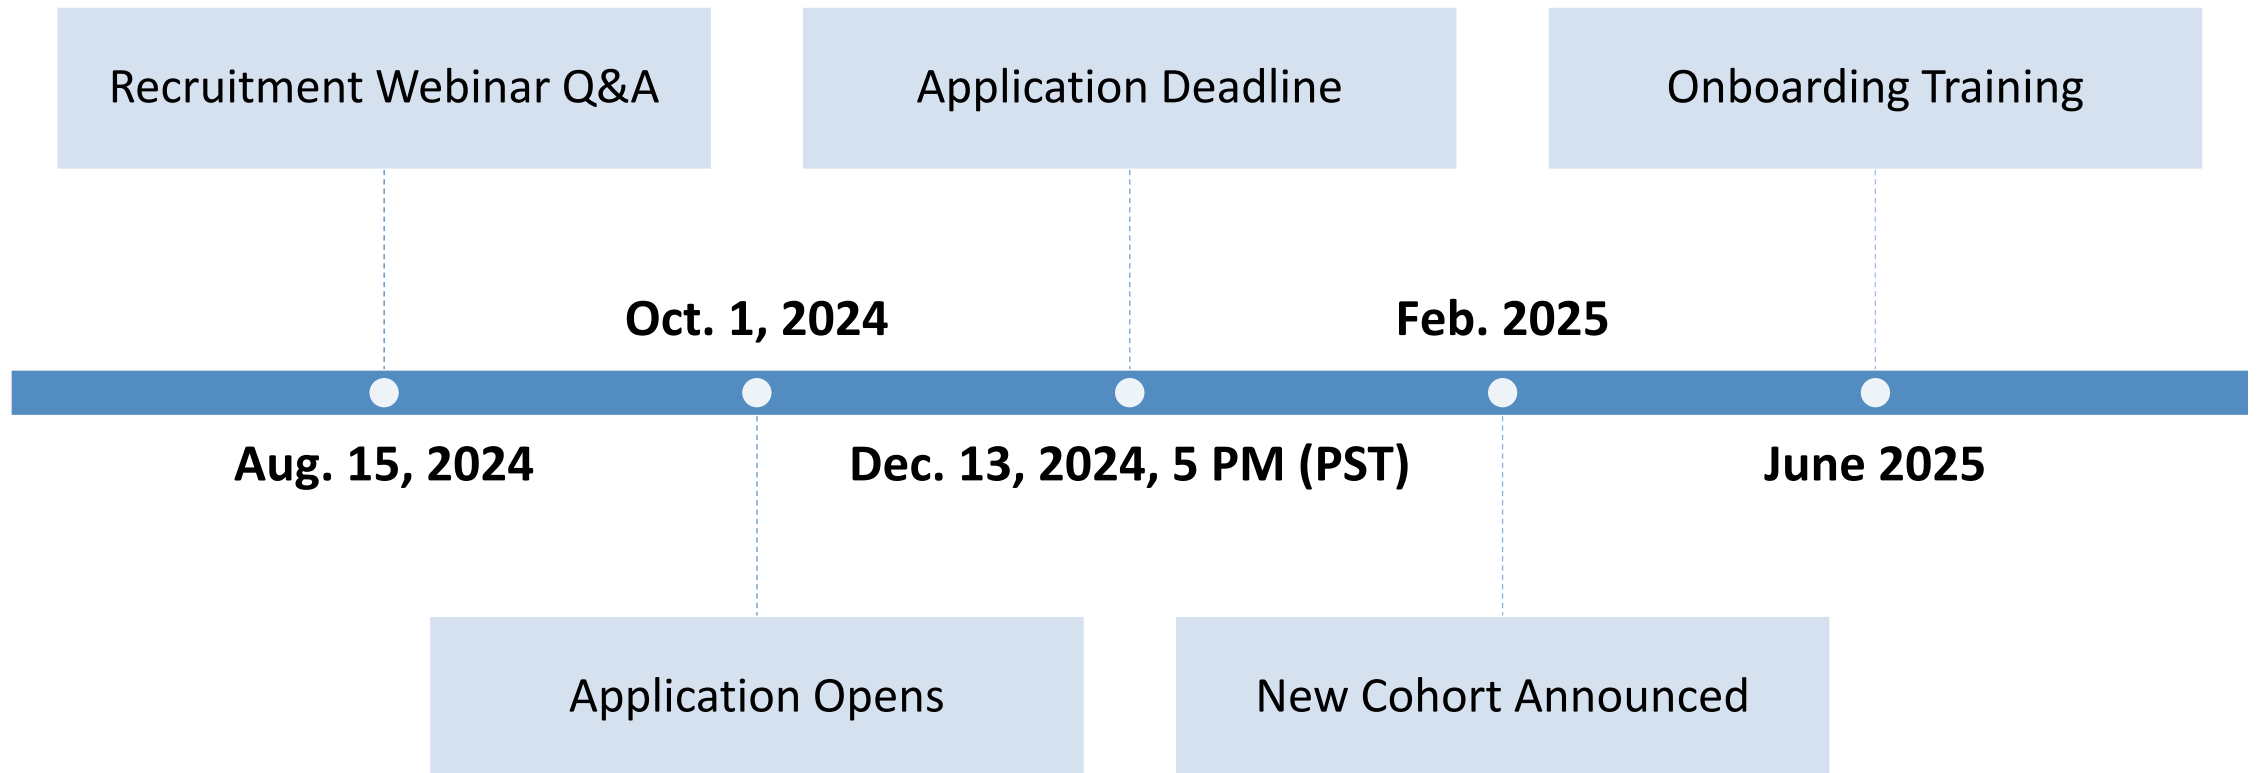 Recruitment Webinar Q&A
Application Deadline
Onboarding Training
Oct. 1, 2024
Feb. 2025
Aug. 15, 2024
Dec. 13, 2024, 5 PM (PST)
June 2025
Application Opens
New Cohort Announced